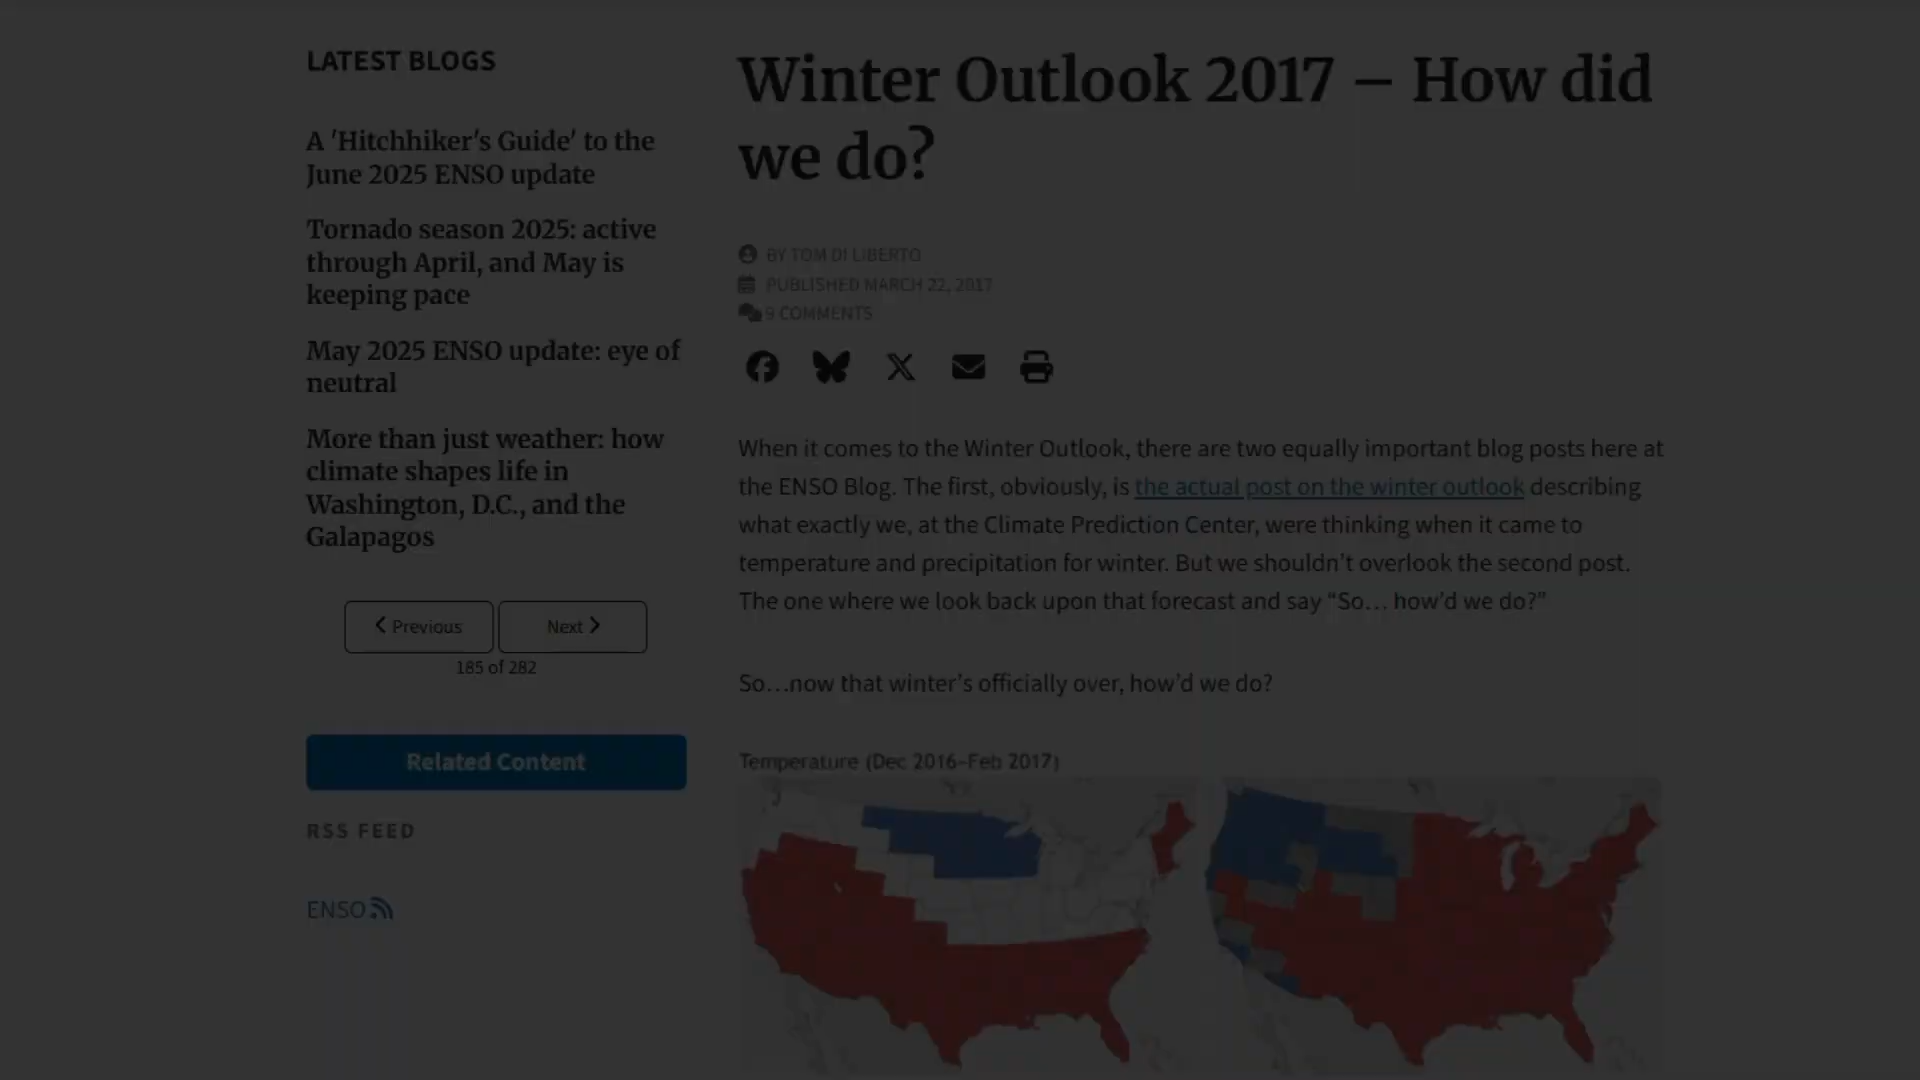 LATEST BLOGS
A 'Hitchhiker's Guide' to the
June 2025 ENSO update
Tornado season 2025: active
through April, and May is
keeping pace
May 2025 ENSO update: eye of
neutral
More than just weather: how
climate shapes life in
Washington, D.C., and the
Galapagos
Previous
Next
185 of 282
Related Content
RSS FEED
ENSO
Winter Outlook 2017 – How did
we do?
BY TOM DI LIBERTO
PUBLISHED MARCH 22, 2017
9 COMMENTS
When it comes to the Winter Outlook, there are two equally important blog posts here at
the ENSO Blog. The first, obviously, is the actual post on the winter outlook describing
what exactly we, at the Climate Prediction Center, were thinking when it came to
temperature and precipitation for winter. But we shouldn’t overlook the second post.
The one where we look back upon that forecast and say “So… how’d we do?”
So…now that winter’s officially over, how’d we do?
Temperature (Dec 2016–Feb 2017)